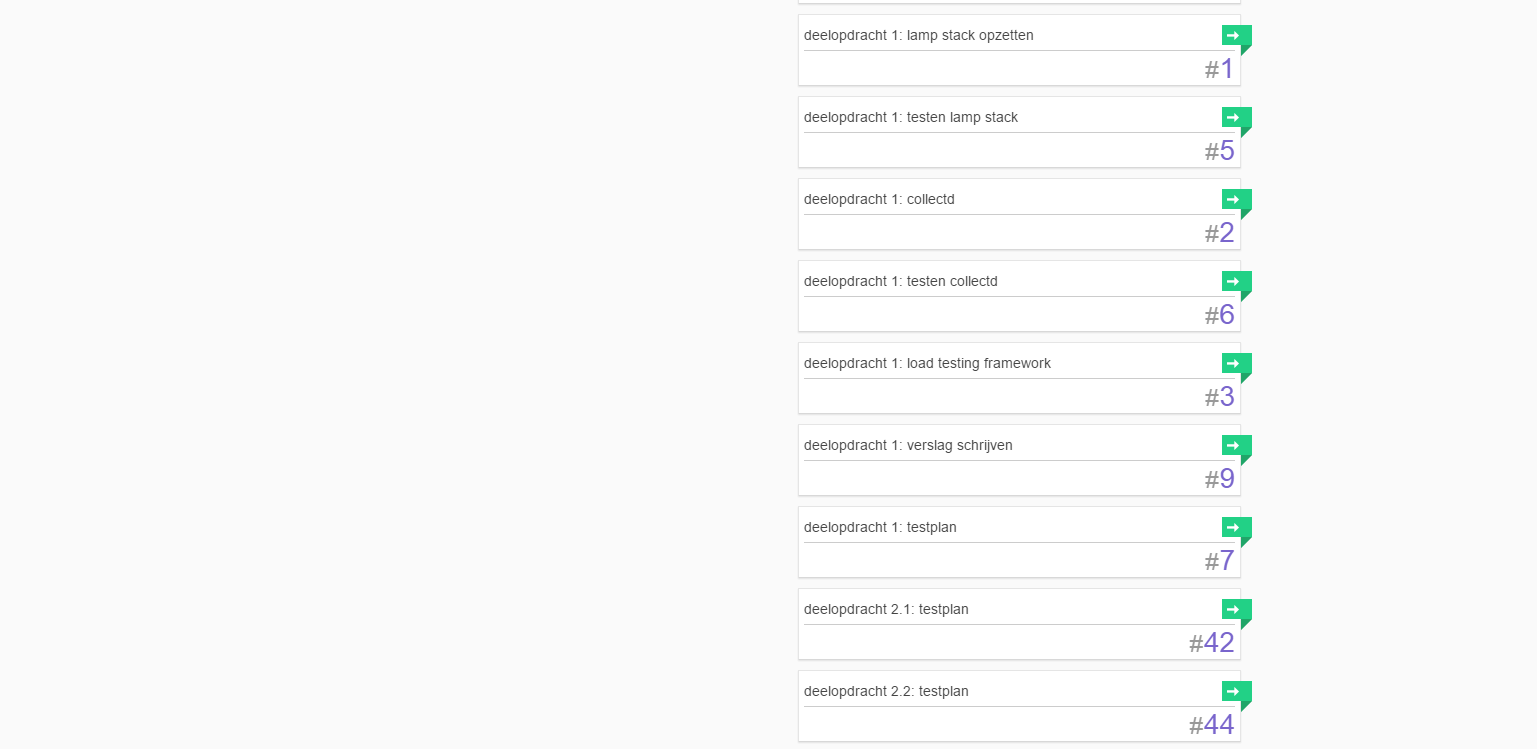 deelopdracht 1: lamp stack opzetten
#1
deelopdracht 1: testen lamp stack
#5
deelopdracht 1: collectd
#2
deelopdracht 1: testen collectd
#6
deelopdracht 1: load testing framework
#3
deelopdracht 1: verslag schrijven
#9
deelopdracht 1: testplan
#7
deelopdracht 2.1: testplan
#42
deelopdracht 2.2: testplan
#44